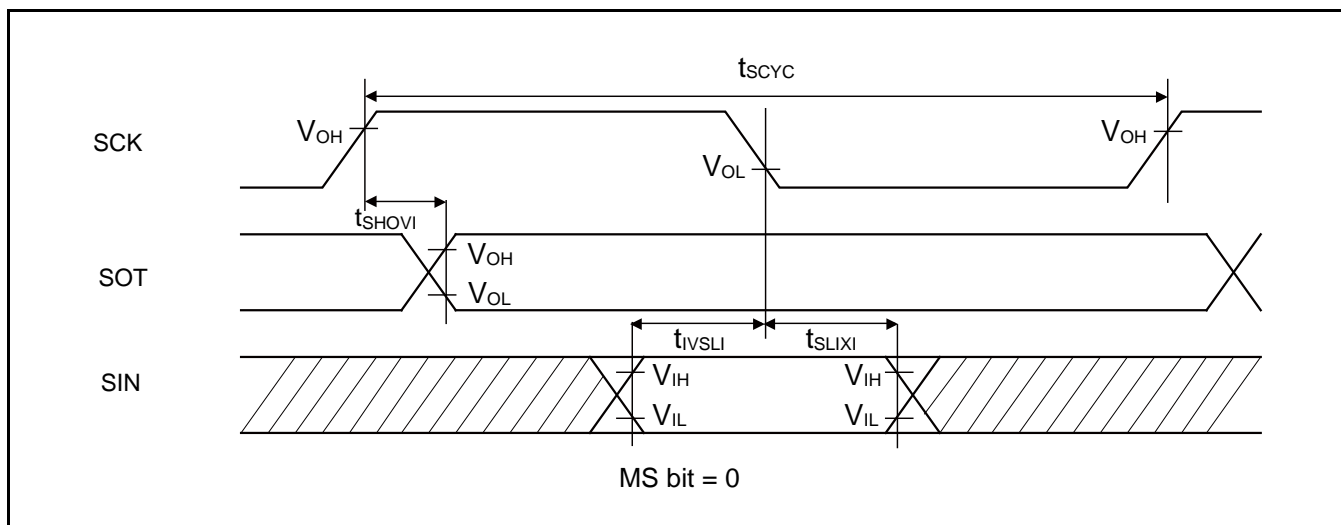 tSCYC
SCK
VOH
VOL
VOH
tSHOVI
SOT
VOH
VOL
tIVSLI
tSLIXI
SIN
VIH
VIH
VIL
VIL
MS bit = 0